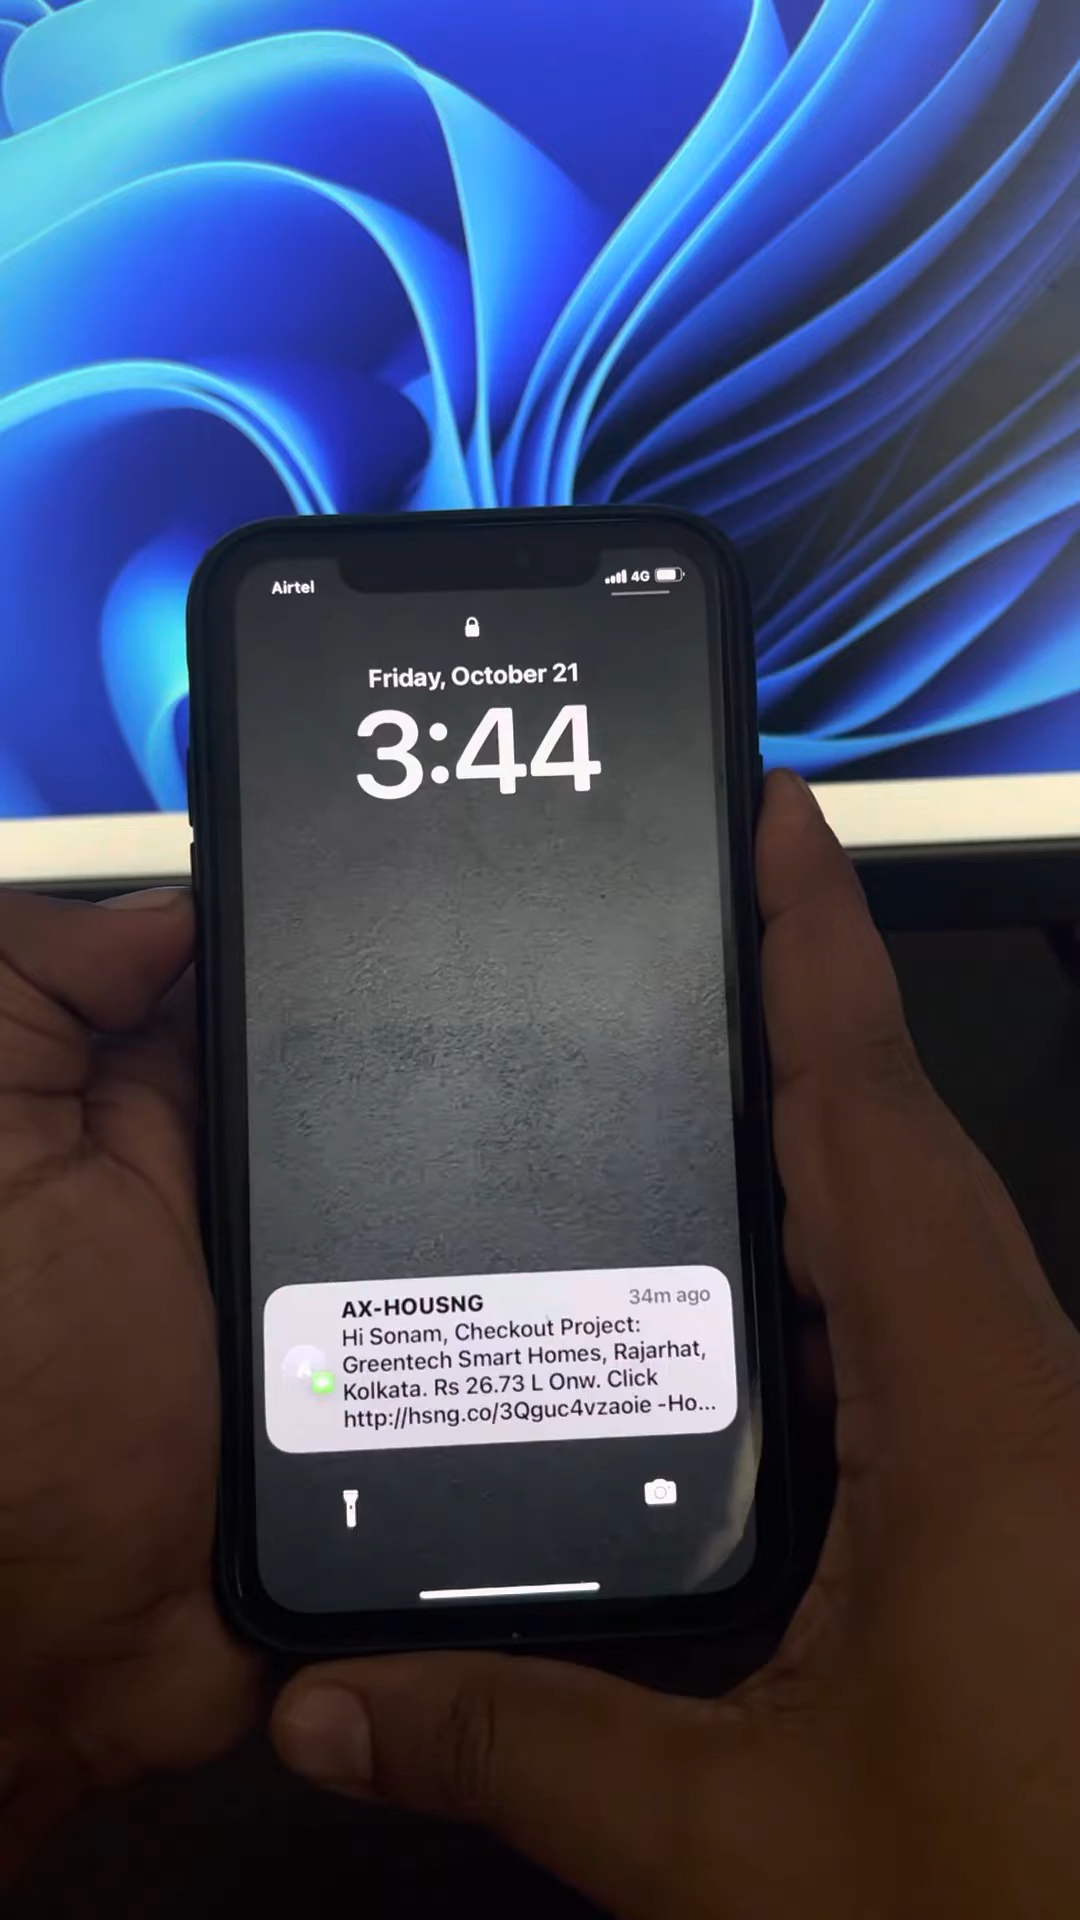 Airtel
4G
Friday, October 21
3:44
AX-HOUSNG
34m ago
Hi Sonam, Checkout Project:
Greentech Smart Homes, Rajarhat,
Kolkata. Rs 26.73 L Onw. Click
http://hsng.co/3Qguc4vzaoie -Ho...